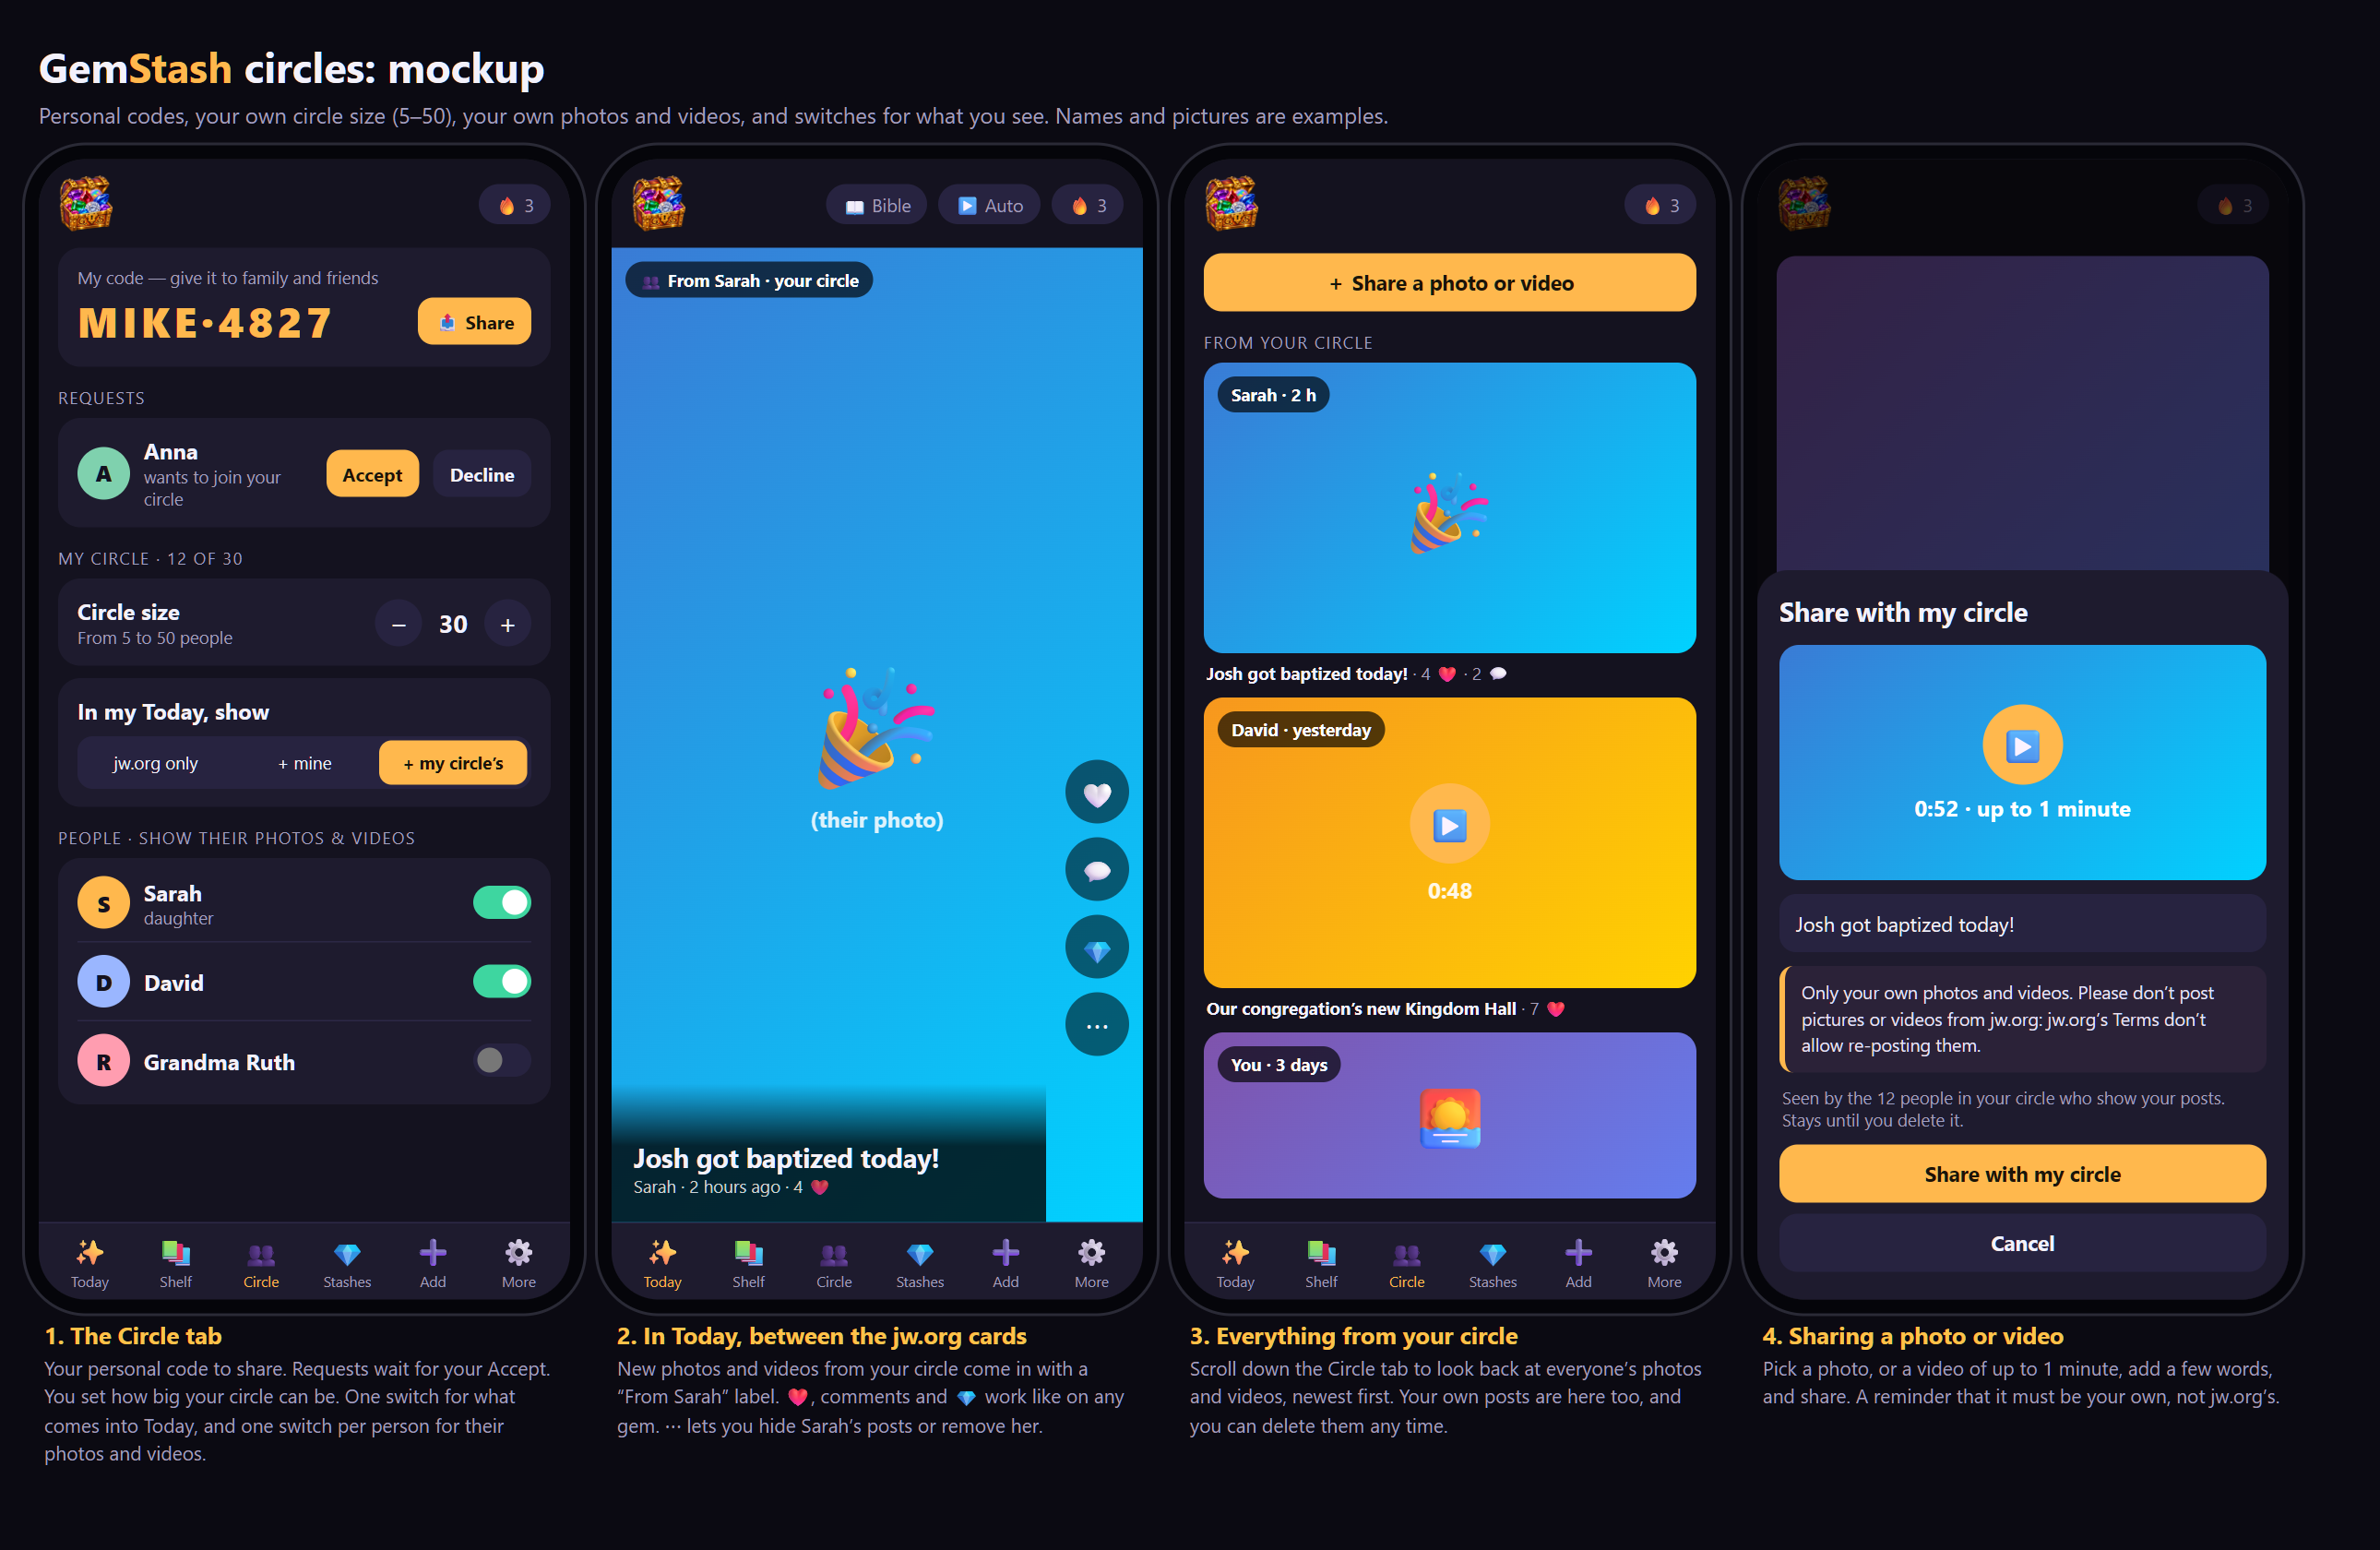 GemStash circles: mockup
Personal codes, your own circle size (5–50), your own photos and videos, and switches for what you see. Names and pictures are examples.
3
My code — give it to family and friends
MIKE·4827
Share
REQUESTS
A
Anna
wants to join your
circle
Accept
Decline
MY CIRCLE · 12 OF 30
Circle size
From 5 to 50 people
− 30 +
In my Today, show
jw.org only
+ mine
+ my circle’s
PEOPLE · SHOW THEIR PHOTOS & VIDEOS
S
Sarah
daughter
D
David
R
Grandma Ruth
Today
Shelf
Circle
Stashes
Add
More
1. The Circle tab
Your personal code to share. Requests wait for your Accept.
You set how big your circle can be. One switch for what
comes into Today, and one switch per person for their
photos and videos.
Bible
Auto
3
From Sarah · your circle
(their photo)
···
Josh got baptized today!
Sarah · 2 hours ago · 4 ❤️
Today
Shelf
Circle
Stashes
Add
More
2. In Today, between the jw.org cards
New photos and videos from your circle come in with a
“From Sarah” label. ❤️, comments and 💎 work like on any
gem. ··· lets you hide Sarah’s posts or remove her.
3
+ Share a photo or video
FROM YOUR CIRCLE
Sarah · 2 h
Josh got baptized today! · 4 ❤️ · 2 💬
David · yesterday
0:48
Our congregation’s new Kingdom Hall · 7 ❤️
You · 3 days
Today
Shelf
Circle
Stashes
Add
More
3. Everything from your circle
Scroll down the Circle tab to look back at everyone’s photos
and videos, newest first. Your own posts are here too, and
you can delete them any time.
3
Share with my circle
0:52 · up to 1 minute
Josh got baptized today!
Only your own photos and videos. Please don’t post
pictures or videos from jw.org: jw.org’s Terms don’t
allow re-posting them.
Seen by the 12 people in your circle who show your posts.
Stays until you delete it.
Share with my circle
Cancel
4. Sharing a photo or video
Pick a photo, or a video of up to 1 minute, add a few words,
and share. A reminder that it must be your own, not jw.org’s.